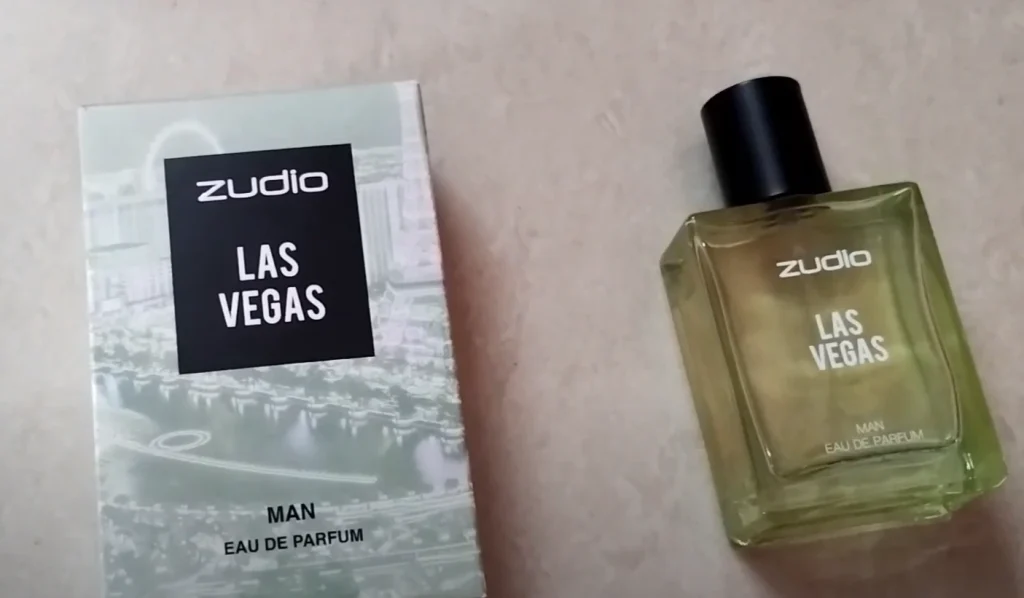 zudio
LAS
VEGAS
MAN
EAU DE PARFUM
zudio
LAS
VEGAS
MAN
EAU DE PARFUM